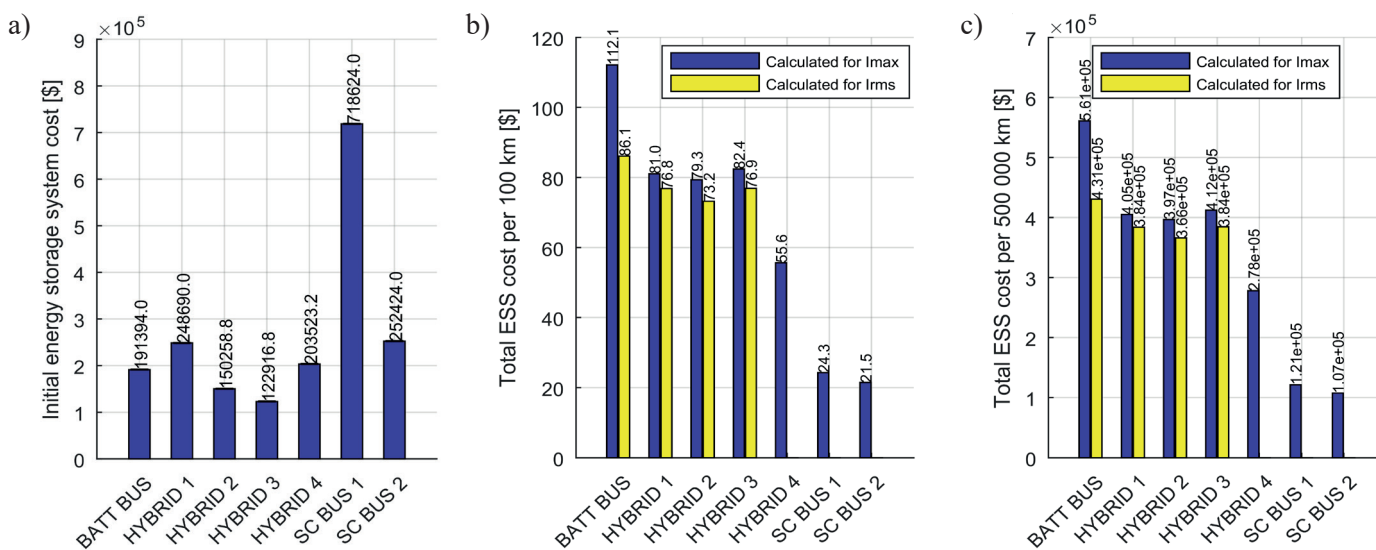 a)
×10^5
Initial energy storage system cost [$]
9
8
7
6
5
4
3
2
1
0
191394.0
248690.0
150258.8
122916.8
203523.2
718624.0
252424.0
BATT BUS
HYBRID 1
HYBRID 2
HYBRID 3
HYBRID 4
SC BUS 1
SC BUS 2
b)
Total ESS cost per 100 km [$]
120
100
80
60
40
20
0
Calculated for Imax
Calculated for Irms
112.1
86.1
81.0
76.8
79.3
73.2
82.4
76.9
55.6
24.3
21.5
BATT BUS
HYBRID 1
HYBRID 2
HYBRID 3
HYBRID 4
SC BUS 1
SC BUS 2
c)
×10^5
Total ESS cost per 500 000 km [$]
7
6
5
4
3
2
1
0
Calculated for Imax
Calculated for Irms
5.61e+05
4.31e+05
4.05e+05
3.84e+05
3.97e+05
3.66e+05
4.12e+05
3.84e+05
2.78e+05
1.21e+05
1.07e+05
BATT BUS
HYBRID 1
HYBRID 2
HYBRID 3
HYBRID 4
SC BUS 1
SC BUS 2